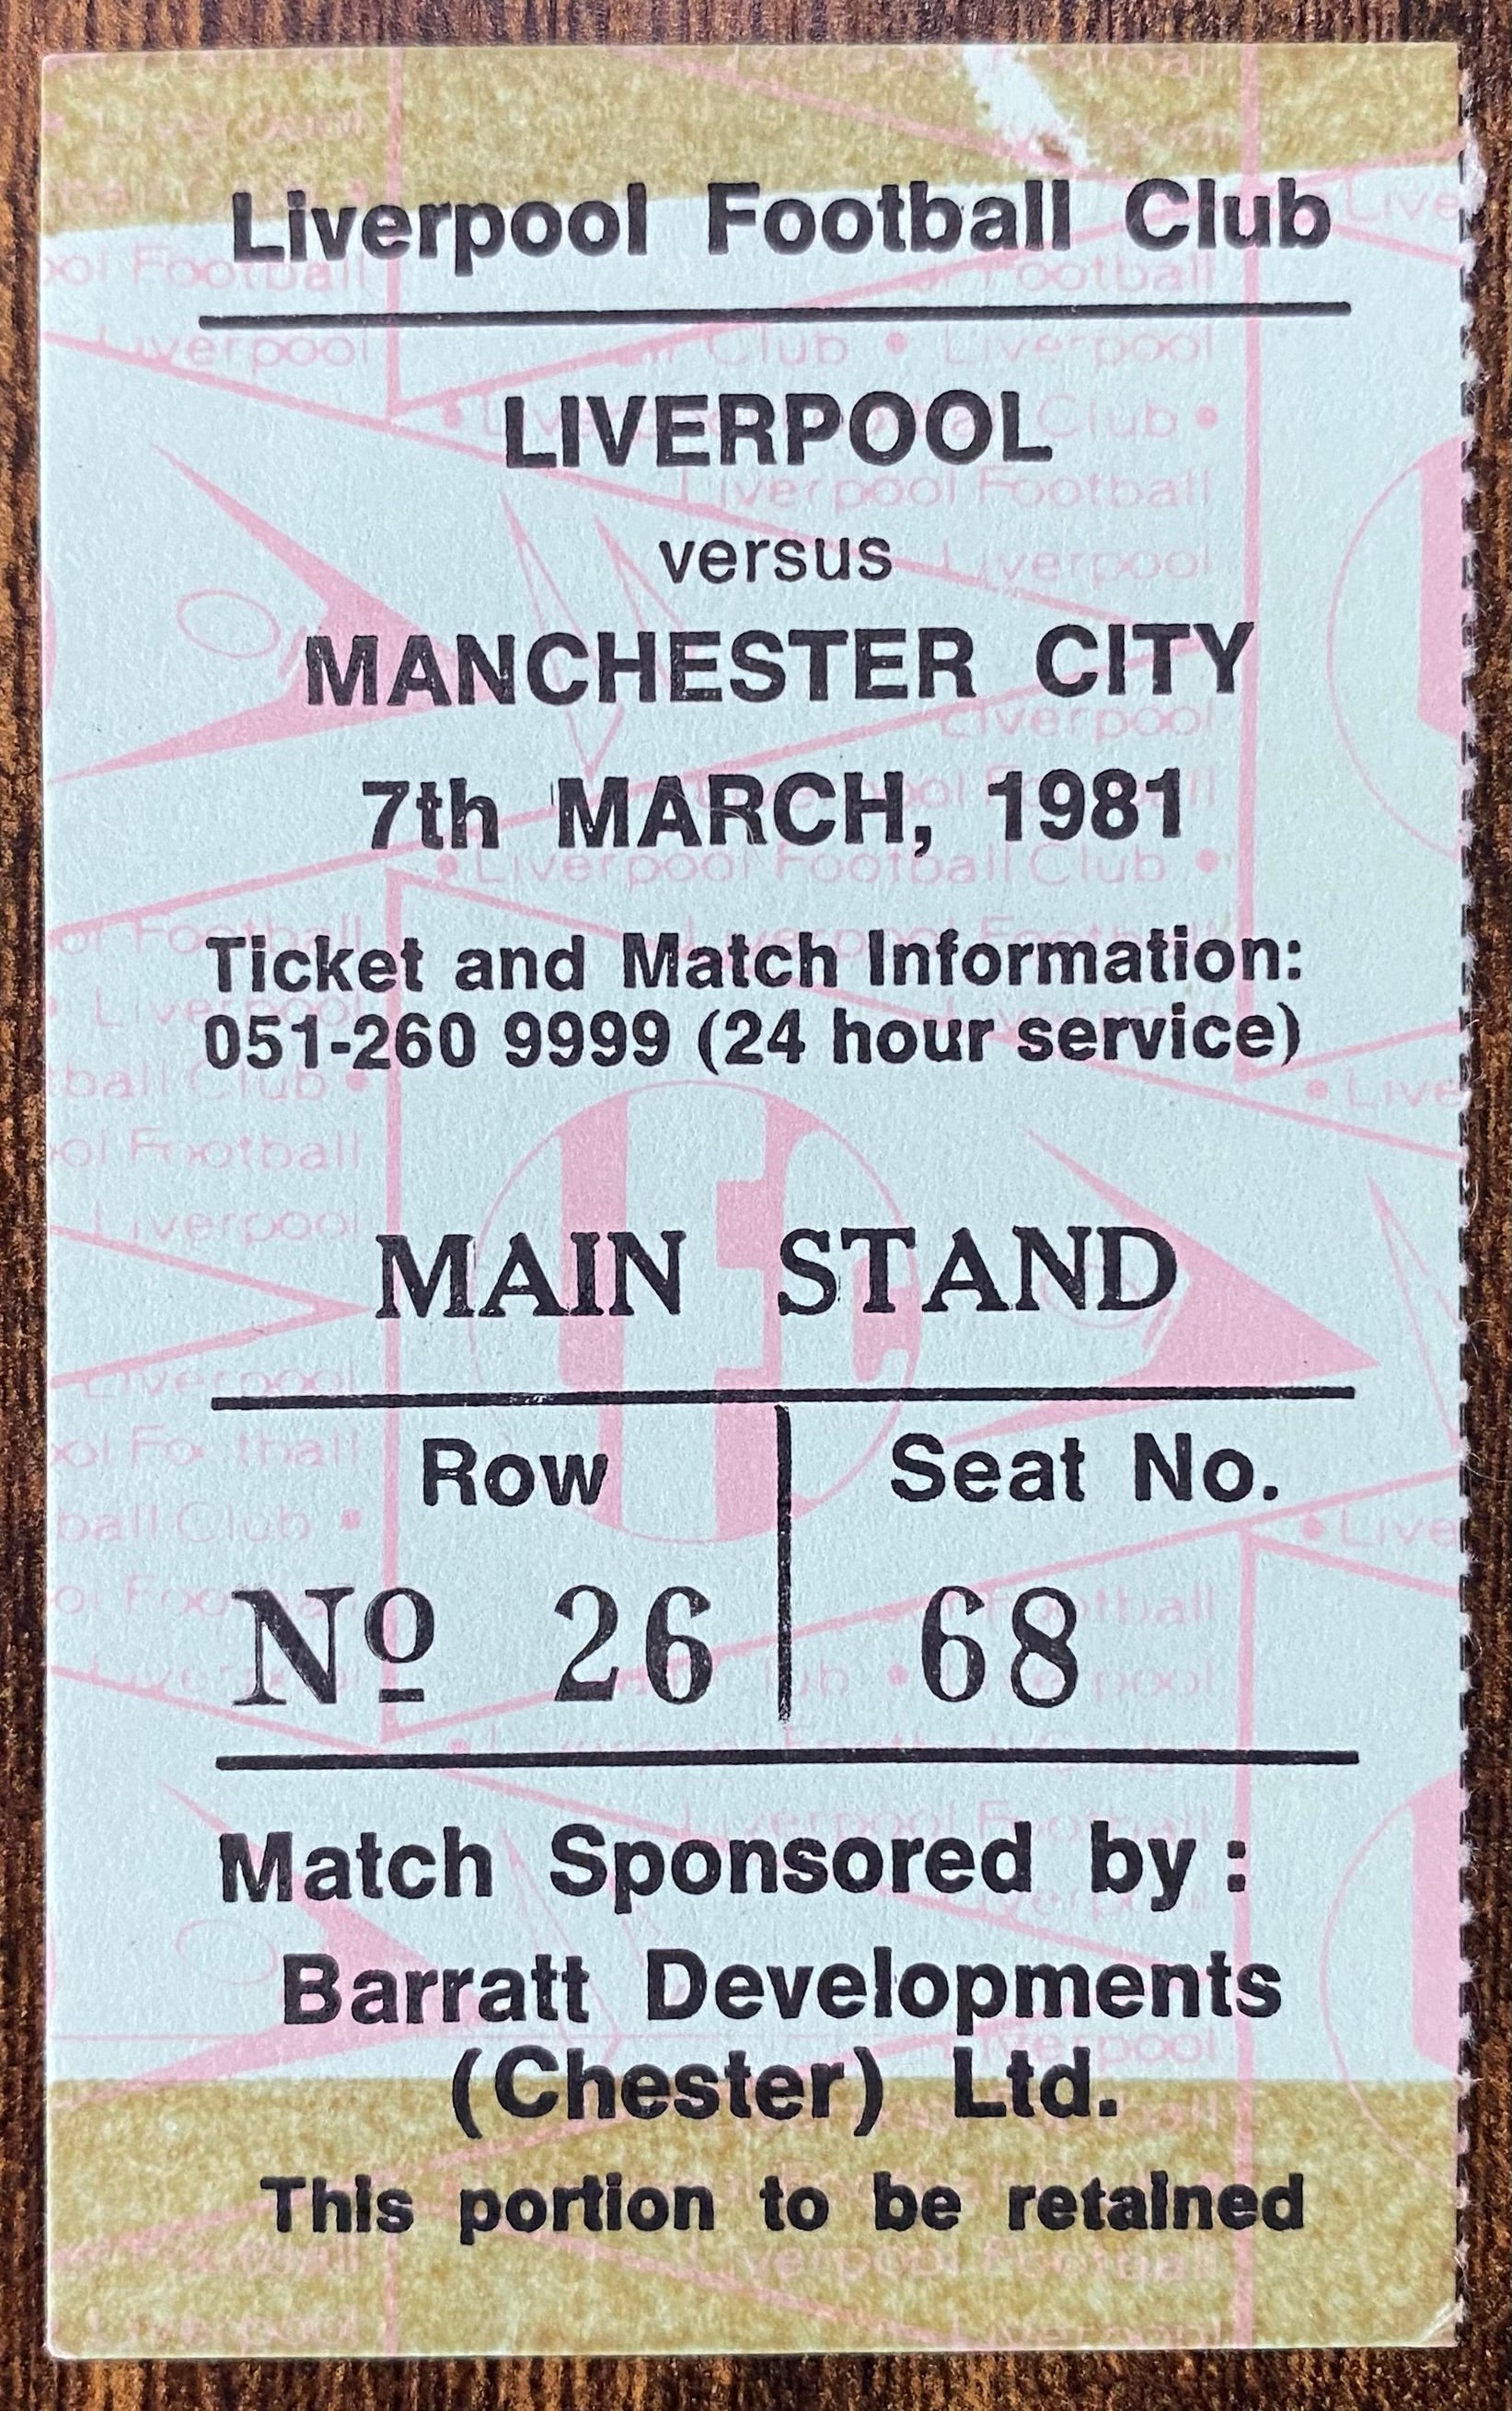 Liverpool Football Club
LIVERPOOL
versus
MANCHESTER CITY
7th MARCH, 1981
Ticket and Match Information:
051-260 9999 (24 hour service)
MAIN STAND
Row Seat No.
Nº 26 68
Match Sponsored by :
Barratt Developments
(Chester) Ltd.
This portion to be retained